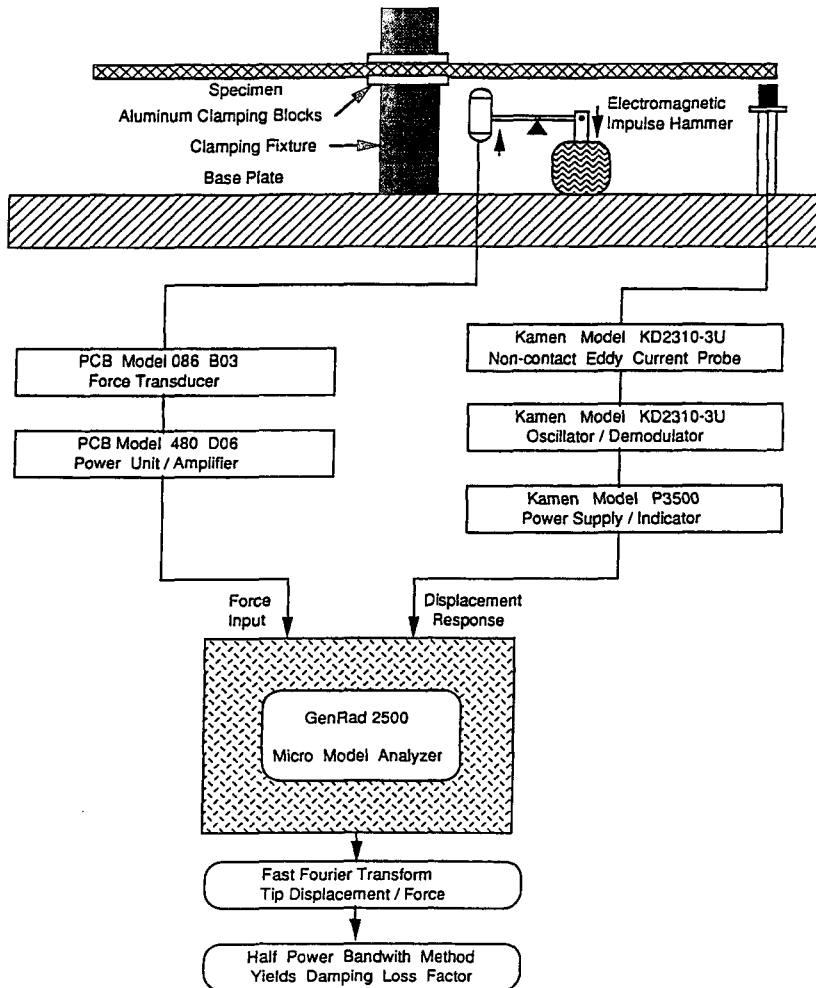 Specimen
Aluminum Clamping Blocks
Clamping Fixture
Base Plate
Electromagnetic
Impulse Hammer
PCB Model 086 B03
Force Transducer
PCB Model 480 D06
Power Unit / Amplifier
Kamen Model KD2310-3U
Non-contact Eddy Current Probe
Kamen Model KD2310-3U
Oscillator / Demodulator
Kamen Model P3500
Power Supply / Indicator
Force
Input
Displacement
Response
GenRad 2500
Micro Model Analyzer
Fast Fourier Transform
Tip Displacement / Force
Half Power Bandwith Method
Yields Damping Loss Factor